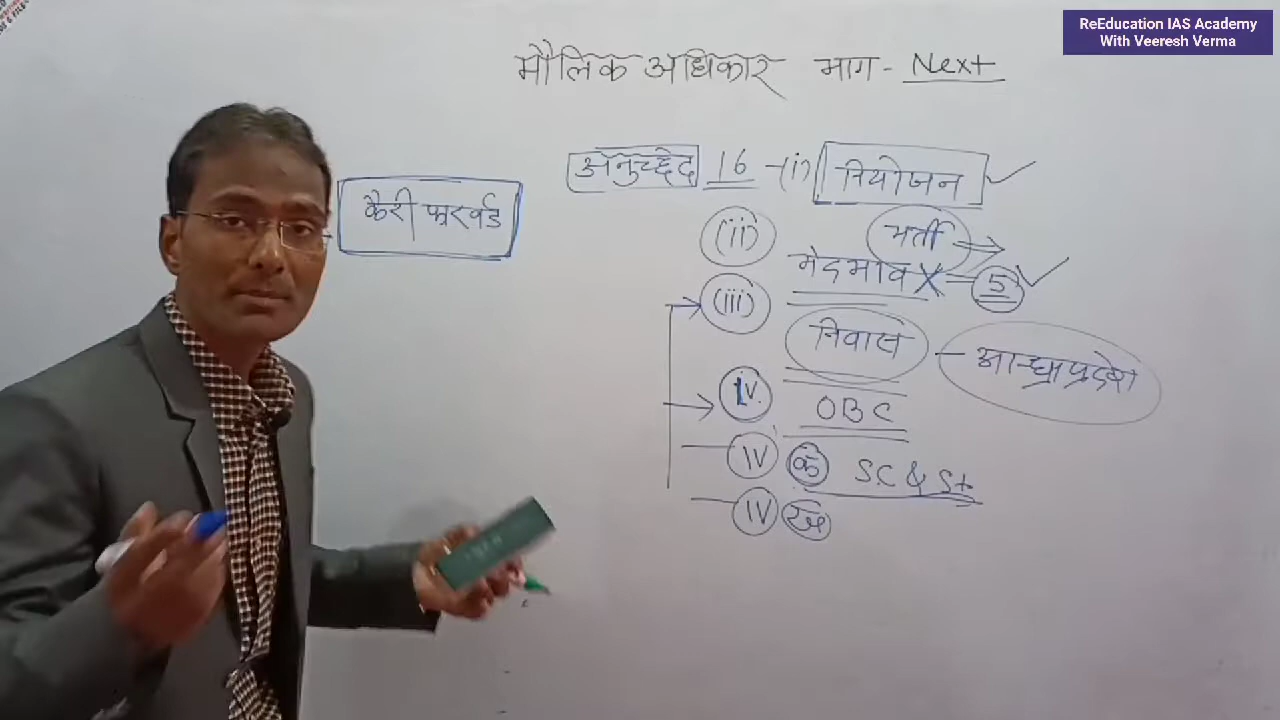 ReEducation IAS Academy
With Veeresh Verma
मौलिक अधिकार भाग - Next
अनुच्छेद 16 -(i) नियोजन
कैरी फारवर्ड
(ii) भर्ती
भेदभाव X = 5
(iii)
निवास - आन्ध्रप्रदेश
IV. OBC
IV क SC & St
IV ख